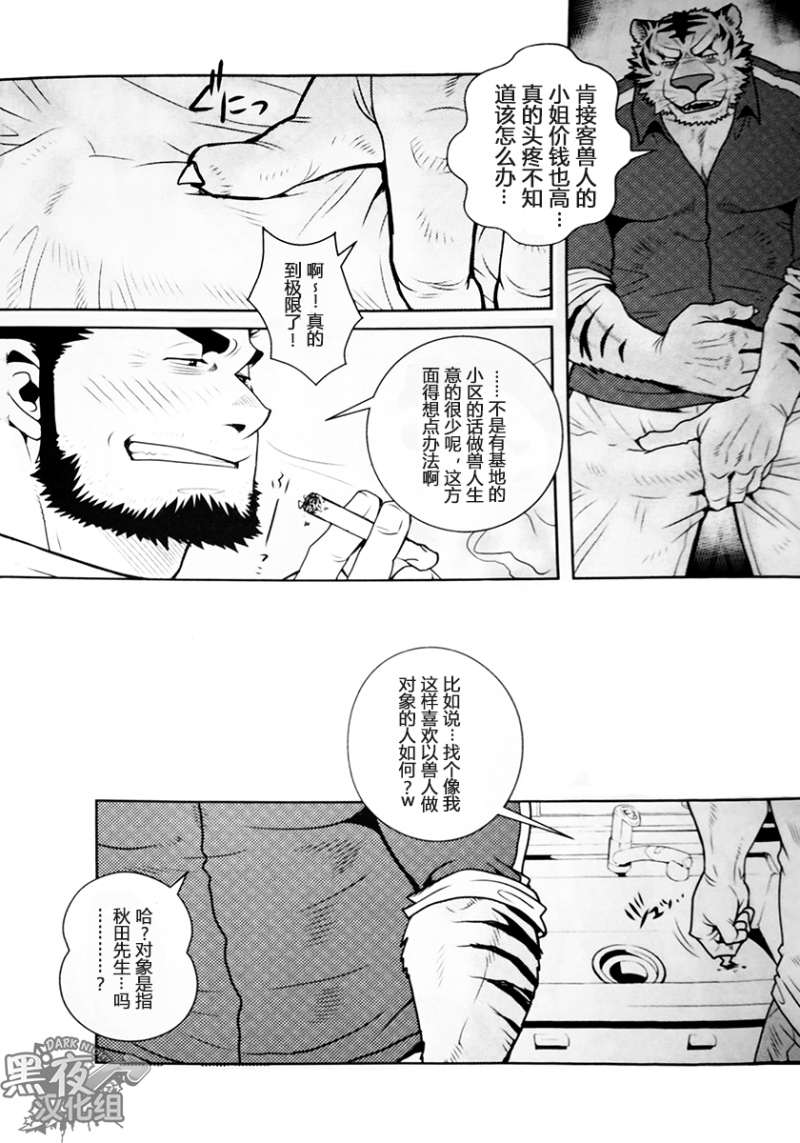 肯接客兽人的
小姐价钱也高…
真的头疼不知
道该怎么办…
にっ
啊~！真的
到极限了！
……不是有基地的
小区的话做兽人生
意的很少呢，这方
面得想点办法啊
比如说…找个像我
这样喜欢以兽人做
对象的人如何？w
哈？对象是指
秋田先生…吗
…………？
DARK NI
黑夜
汉化组